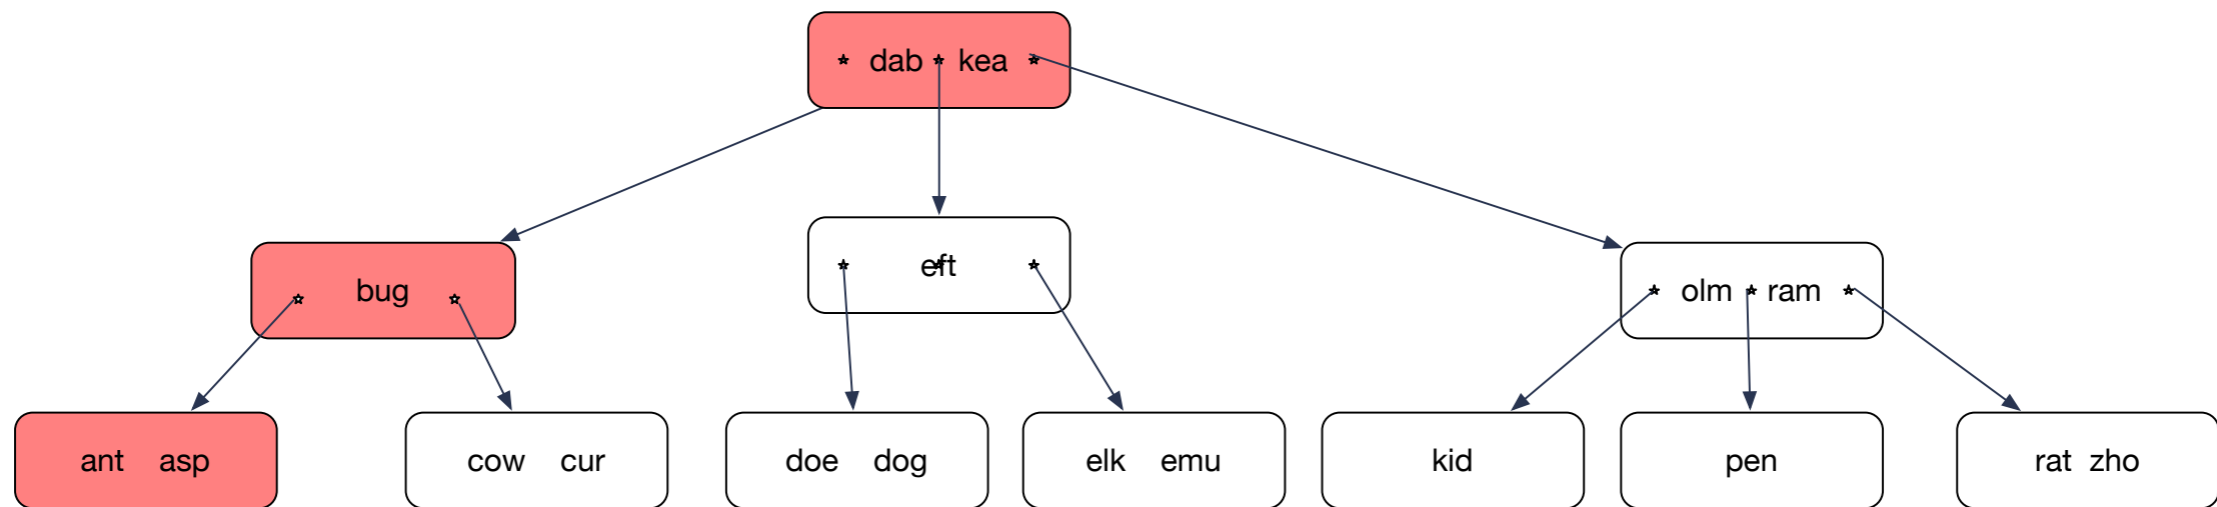 dab kea
bug
eft
olm ram
ant asp
cow cur
doe dog
elk emu
kid
pen
rat zho